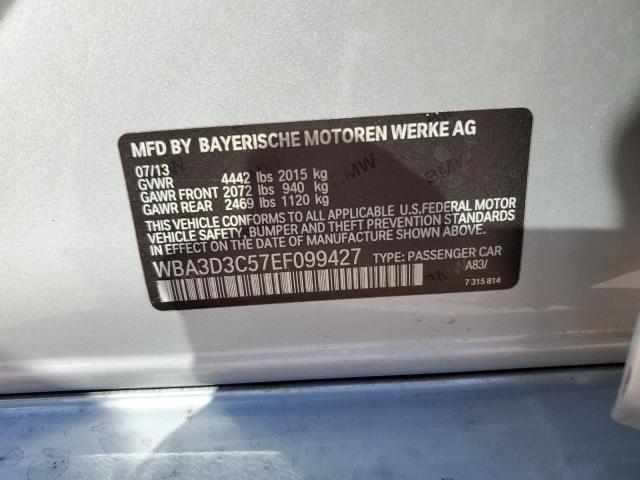 MFD BY BAYERISCHE MOTOREN WERKE AG
07/13
GVWR 4442 lbs 2015 kg
GAWR FRONT 2072 lbs 940 kg
GAWR REAR 2469 lbs 1120 kg
THIS VEHICLE CONFORMS TO ALL APPLICABLE U.S.FEDERAL MOTOR
VEHICLE SAFETY, BUMPER AND THEFT PREVENTION STANDARDS
IN EFFECT ON THE DATE OF MANUFACTURE SHOWN ABOVE.
WBA3D3C57EF099427 TYPE: PASSENGER CAR
A83/
7 315 814